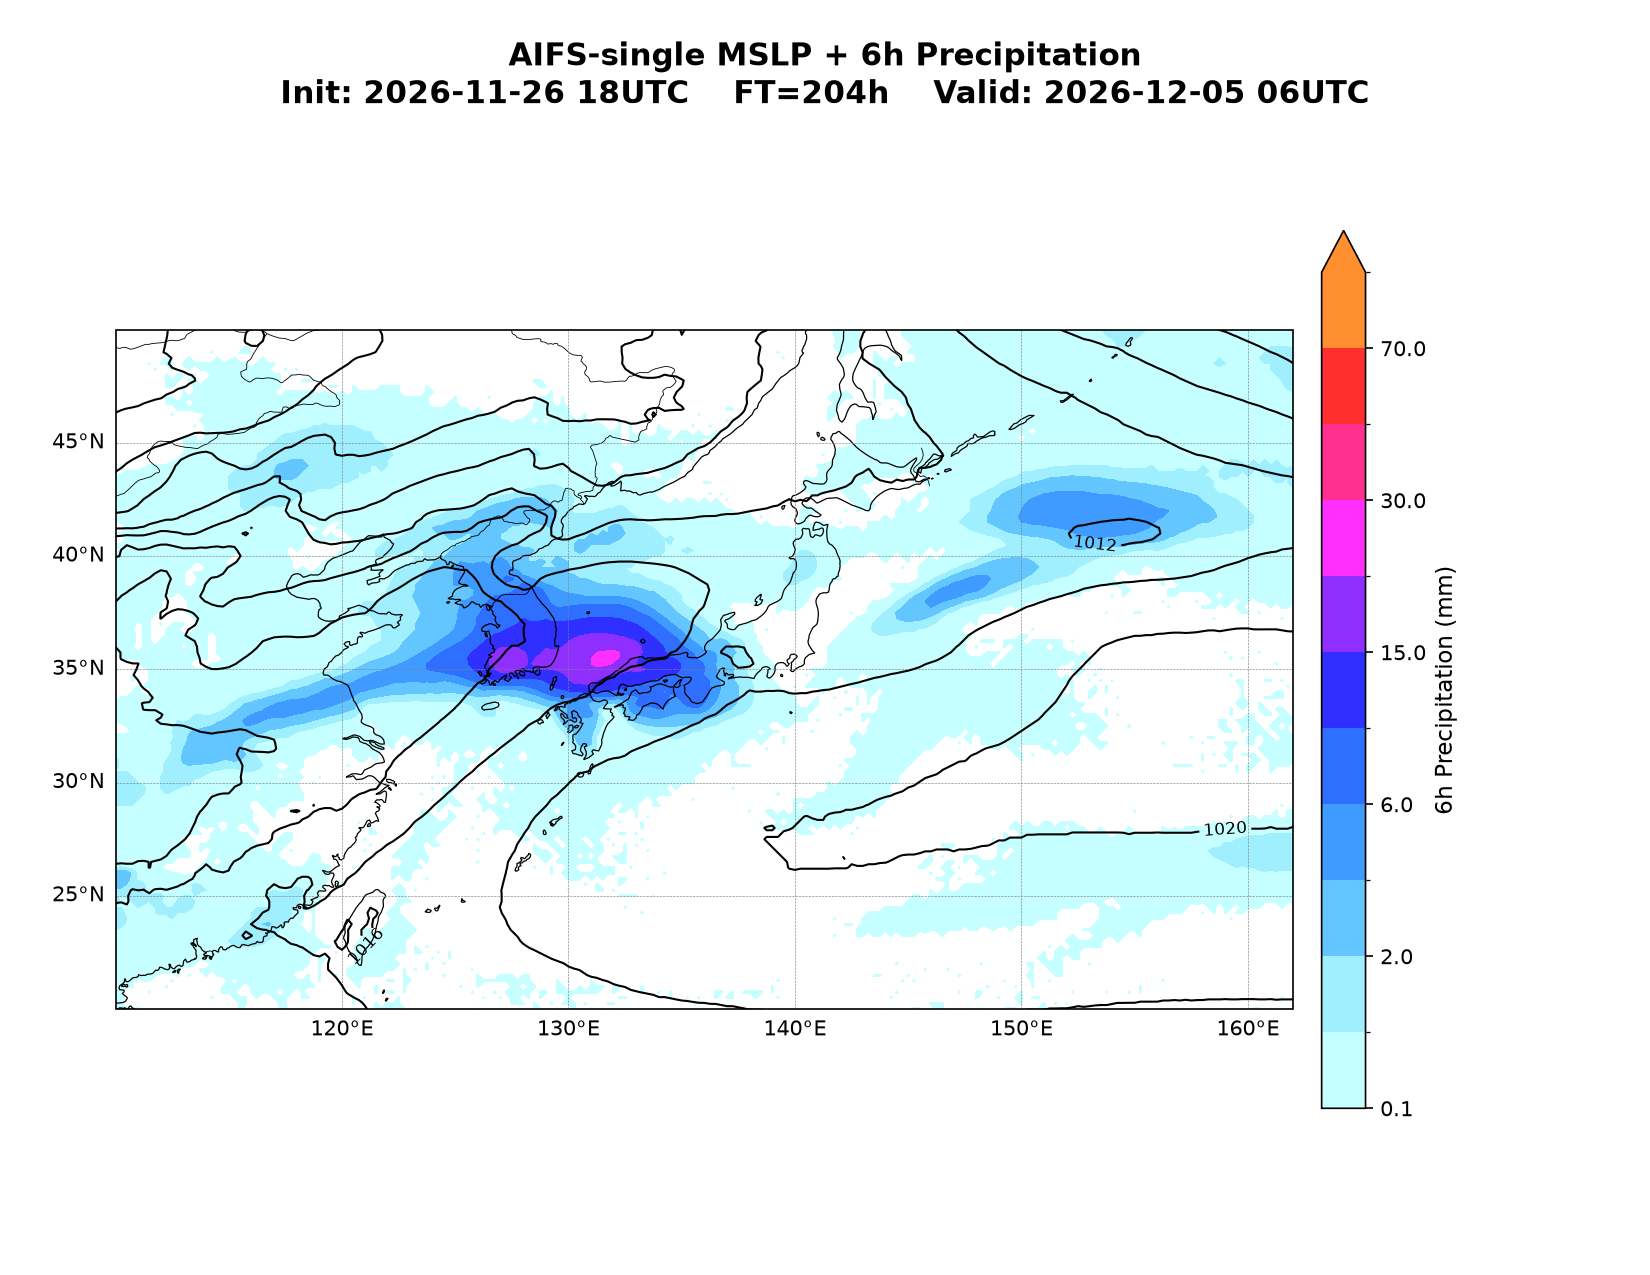 AIFS-single MSLP + 6h Precipitation
Init: 2026-11-26 18UTC    FT=204h    Valid: 2026-12-05 06UTC
70.0
30.0
15.0
6.0
2.0
0.1
6h Precipitation (mm)
45°N
40°N
35°N
30°N
25°N
1012
1020
1016
120°E
130°E
140°E
150°E
160°E